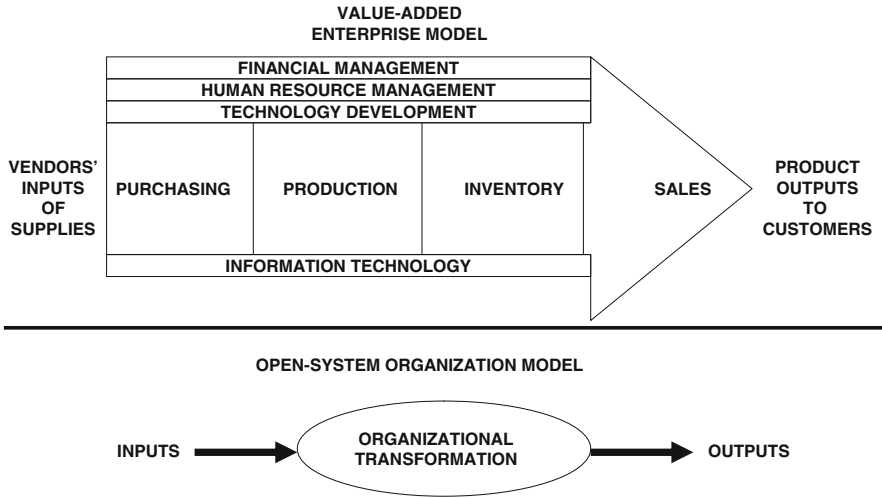 VALUE-ADDED
ENTERPRISE MODEL
FINANCIAL MANAGEMENT
HUMAN RESOURCE MANAGEMENT
TECHNOLOGY DEVELOPMENT
VENDORS'
INPUTS
OF
SUPPLIES
PURCHASING
PRODUCTION
INVENTORY
SALES
PRODUCT
OUTPUTS
TO
CUSTOMERS
INFORMATION TECHNOLOGY
OPEN-SYSTEM ORGANIZATION MODEL
INPUTS
ORGANIZATIONAL
TRANSFORMATION
OUTPUTS